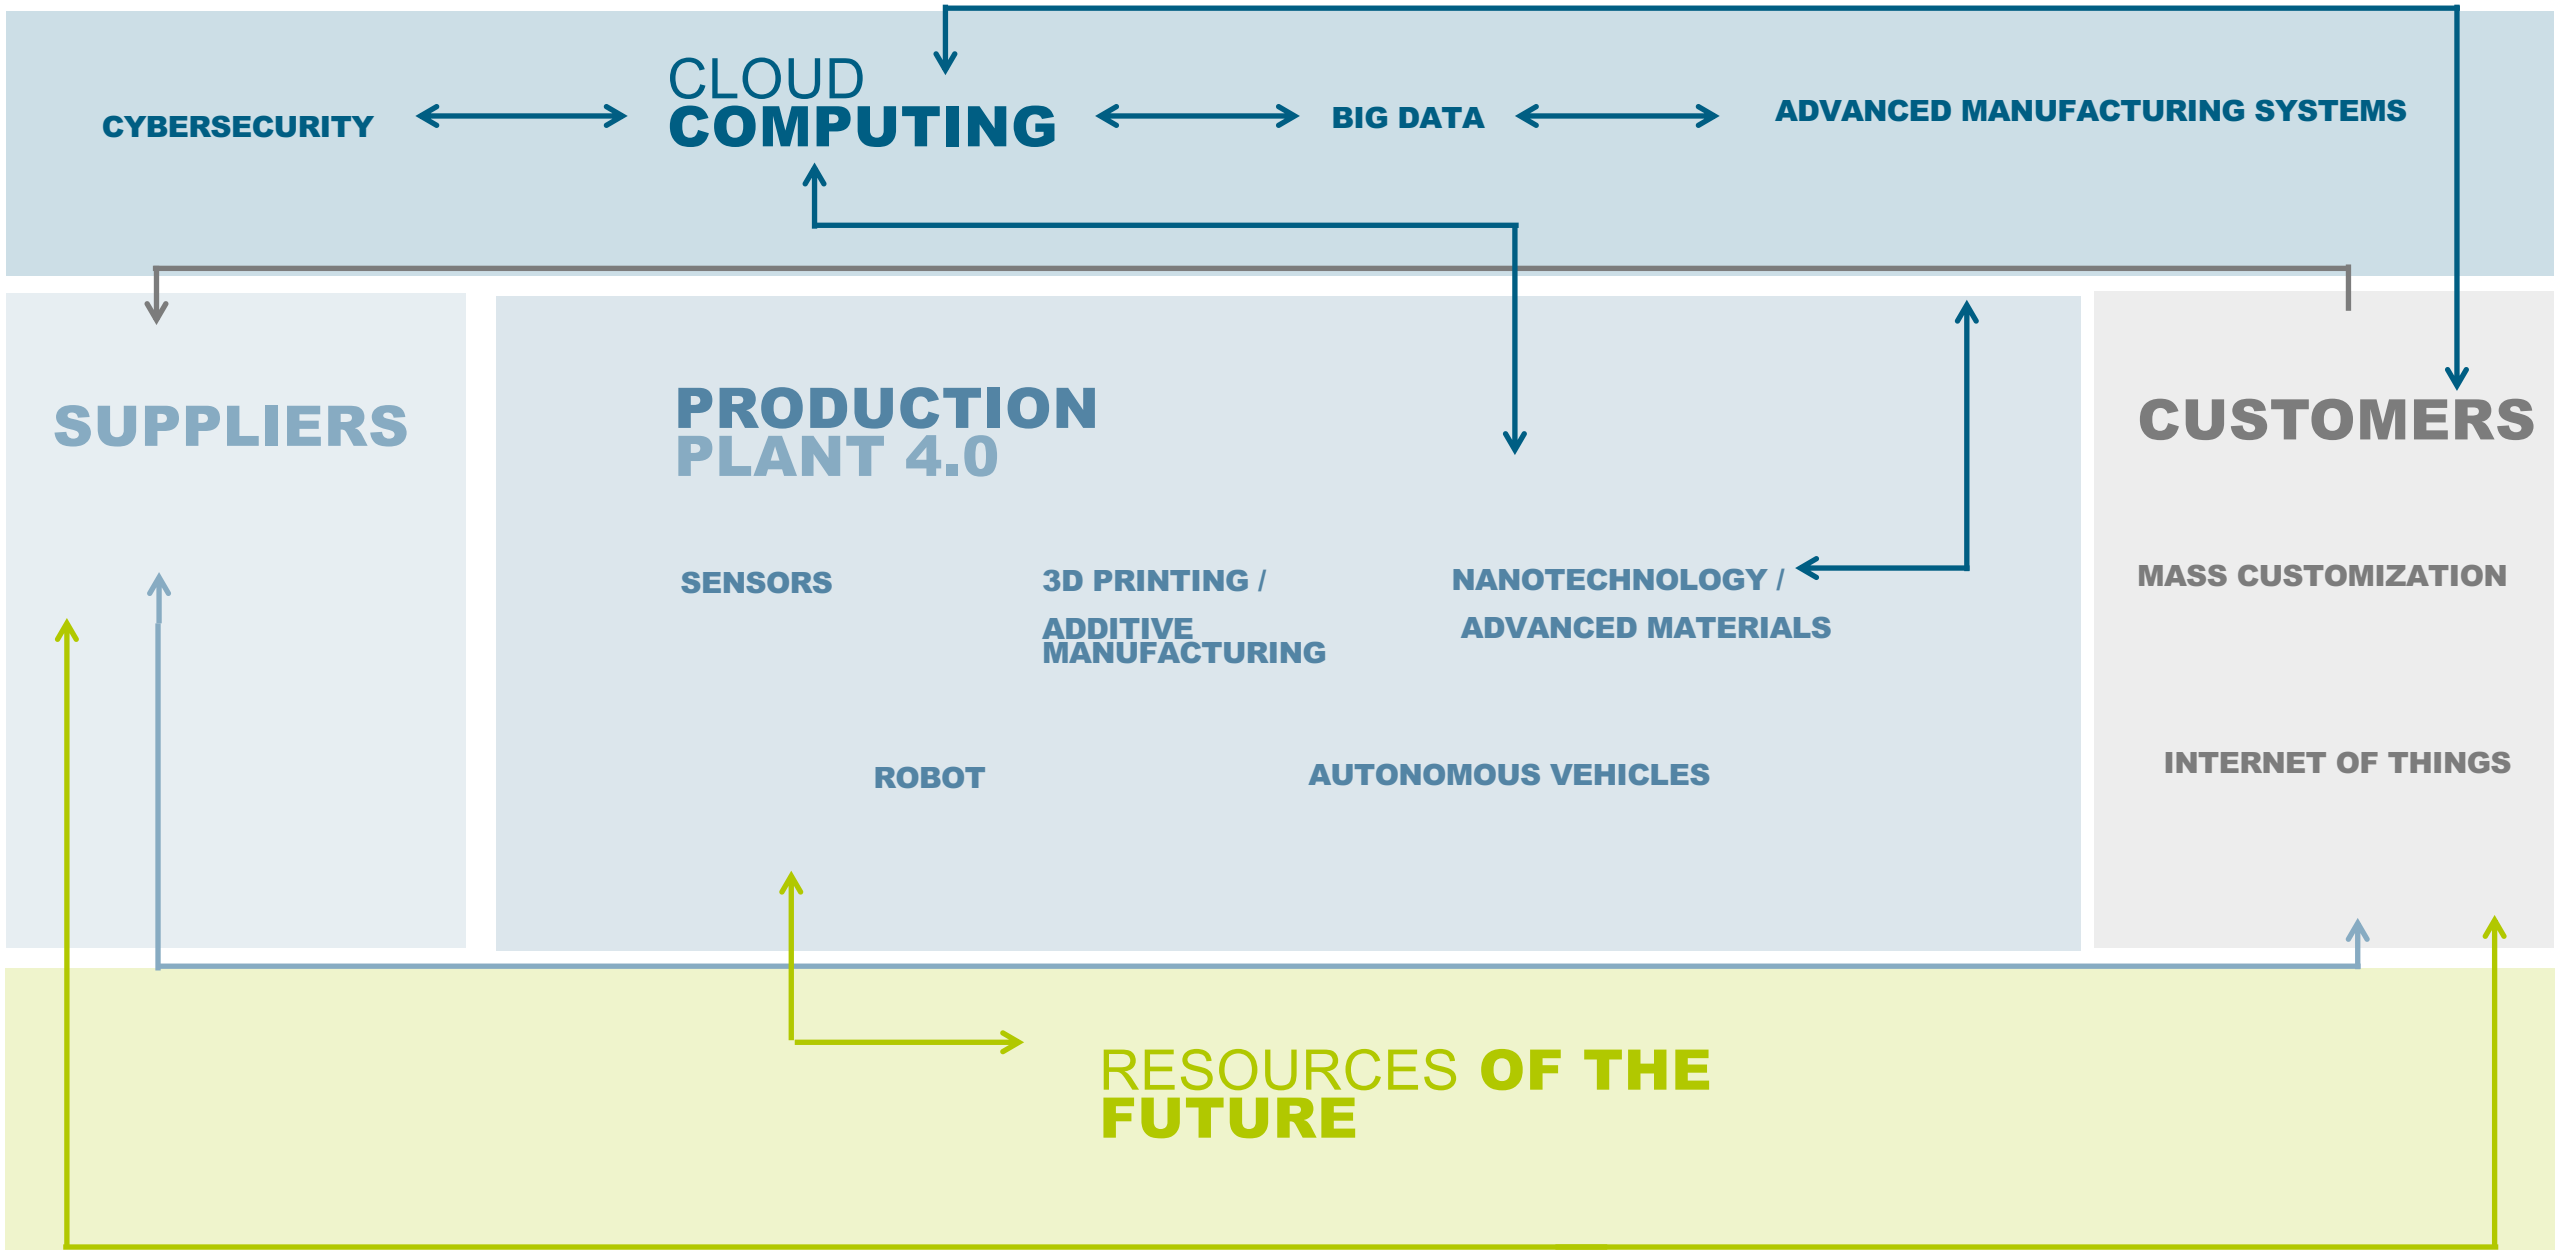 CLOUD
COMPUTING
CYBERSECURITY
BIG DATA
ADVANCED MANUFACTURING SYSTEMS
SUPPLIERS
PRODUCTION
PLANT 4.0
CUSTOMERS
SENSORS
3D PRINTING /
ADDITIVE
MANUFACTURING
NANOTECHNOLOGY /
ADVANCED MATERIALS
MASS CUSTOMIZATION
ROBOT
AUTONOMOUS VEHICLES
INTERNET OF THINGS
RESOURCES OF THE
FUTURE